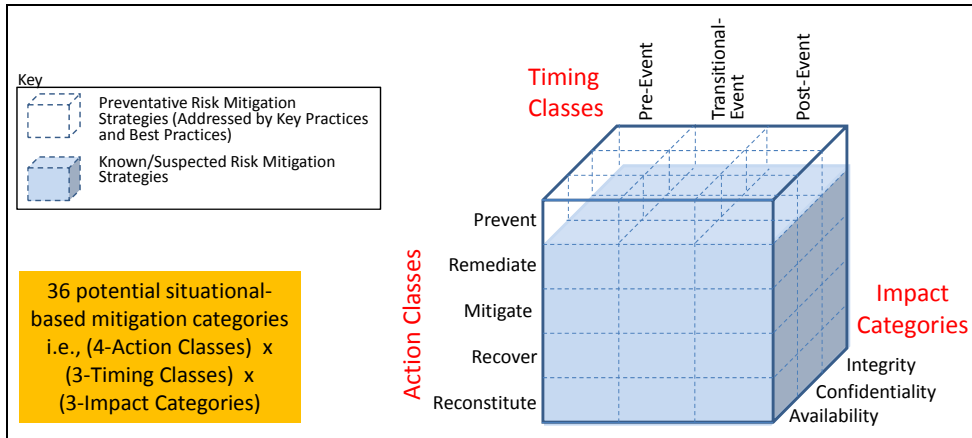 Key
Preventative Risk Mitigation
Strategies (Addressed by Key Practices
and Best Practices)
Known/Suspected Risk Mitigation
Strategies
36 potential situational-
based mitigation categories
i.e., (4-Action Classes) x
(3-Timing Classes) x
(3-Impact Categories)
Timing
Classes
Pre-Event
Transitional-
Event
Post-Event
Action Classes
Prevent
Remediate
Mitigate
Recover
Reconstitute
Impact
Categories
Integrity
Confidentiality
Availability